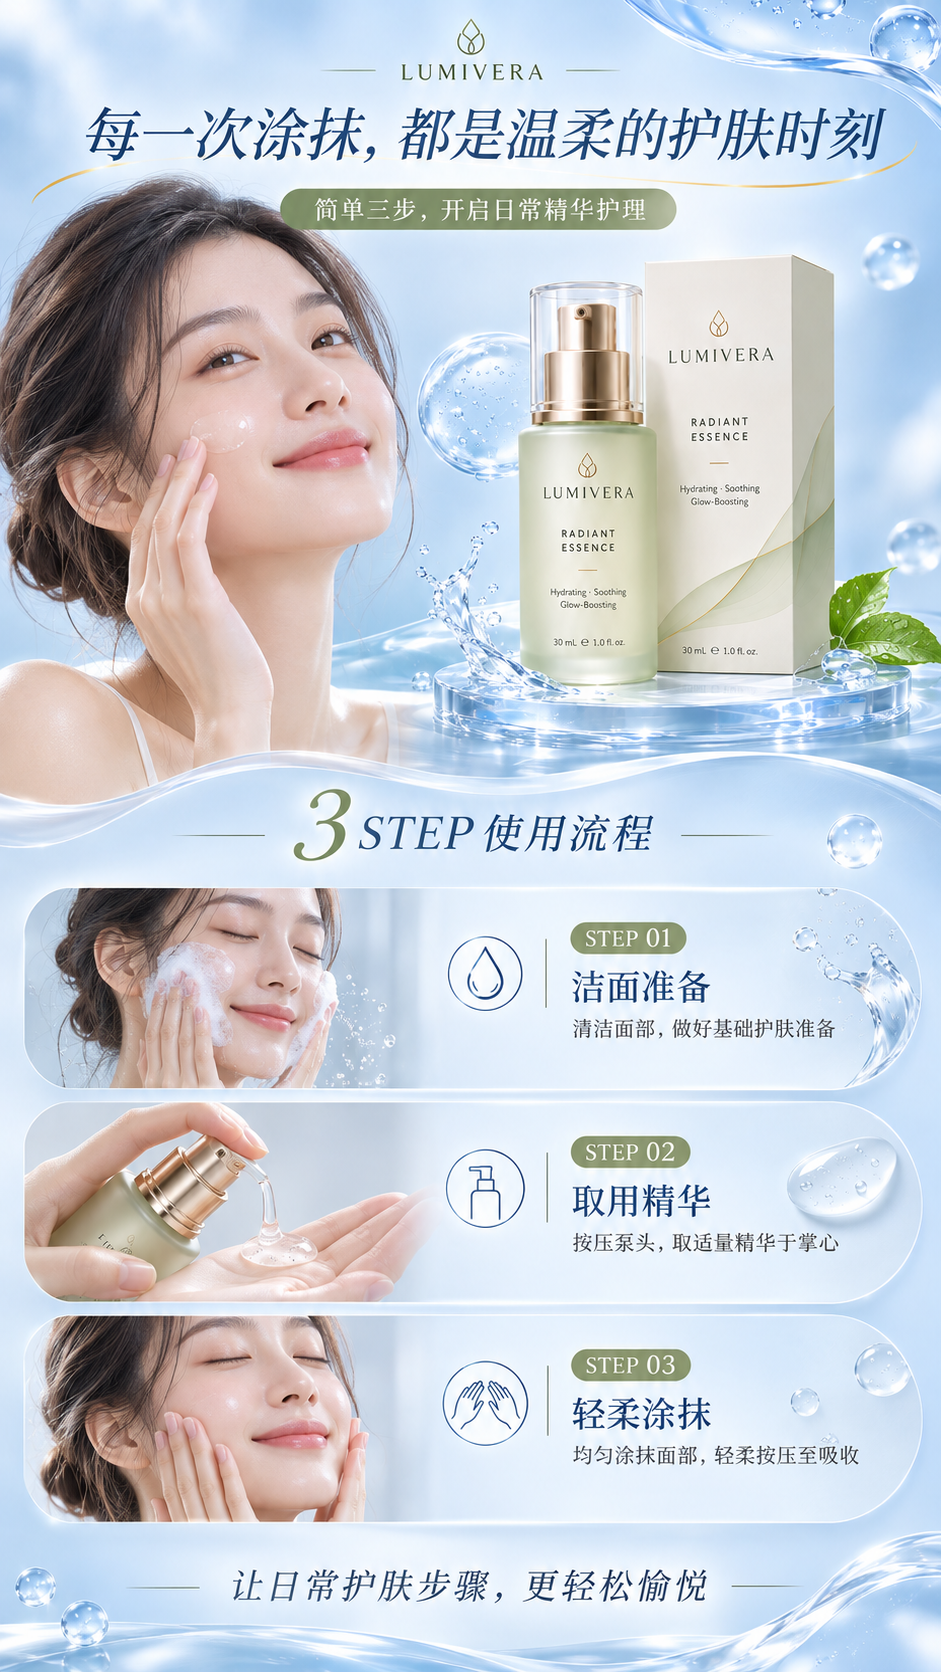 LUMIVERA
每一次涂抹，都是温柔的护肤时刻
简单三步，开启日常精华护理
LUMIVERA
RADIANT
ESSENCE
Hydrating · Soothing
Glow-Boosting
30 mL ℮ 1.0 fl. oz.
LUMIVERA
RADIANT
ESSENCE
Hydrating · Soothing
Glow-Boosting
30 mL ℮ 1.0 fl. oz.
3 STEP 使用流程
STEP 01
洁面准备
清洁面部，做好基础护肤准备
STEP 02
取用精华
按压泵头，取适量精华于掌心
STEP 03
轻柔涂抹
均匀涂抹面部，轻柔按压至吸收
让日常护肤步骤，更轻松愉悦